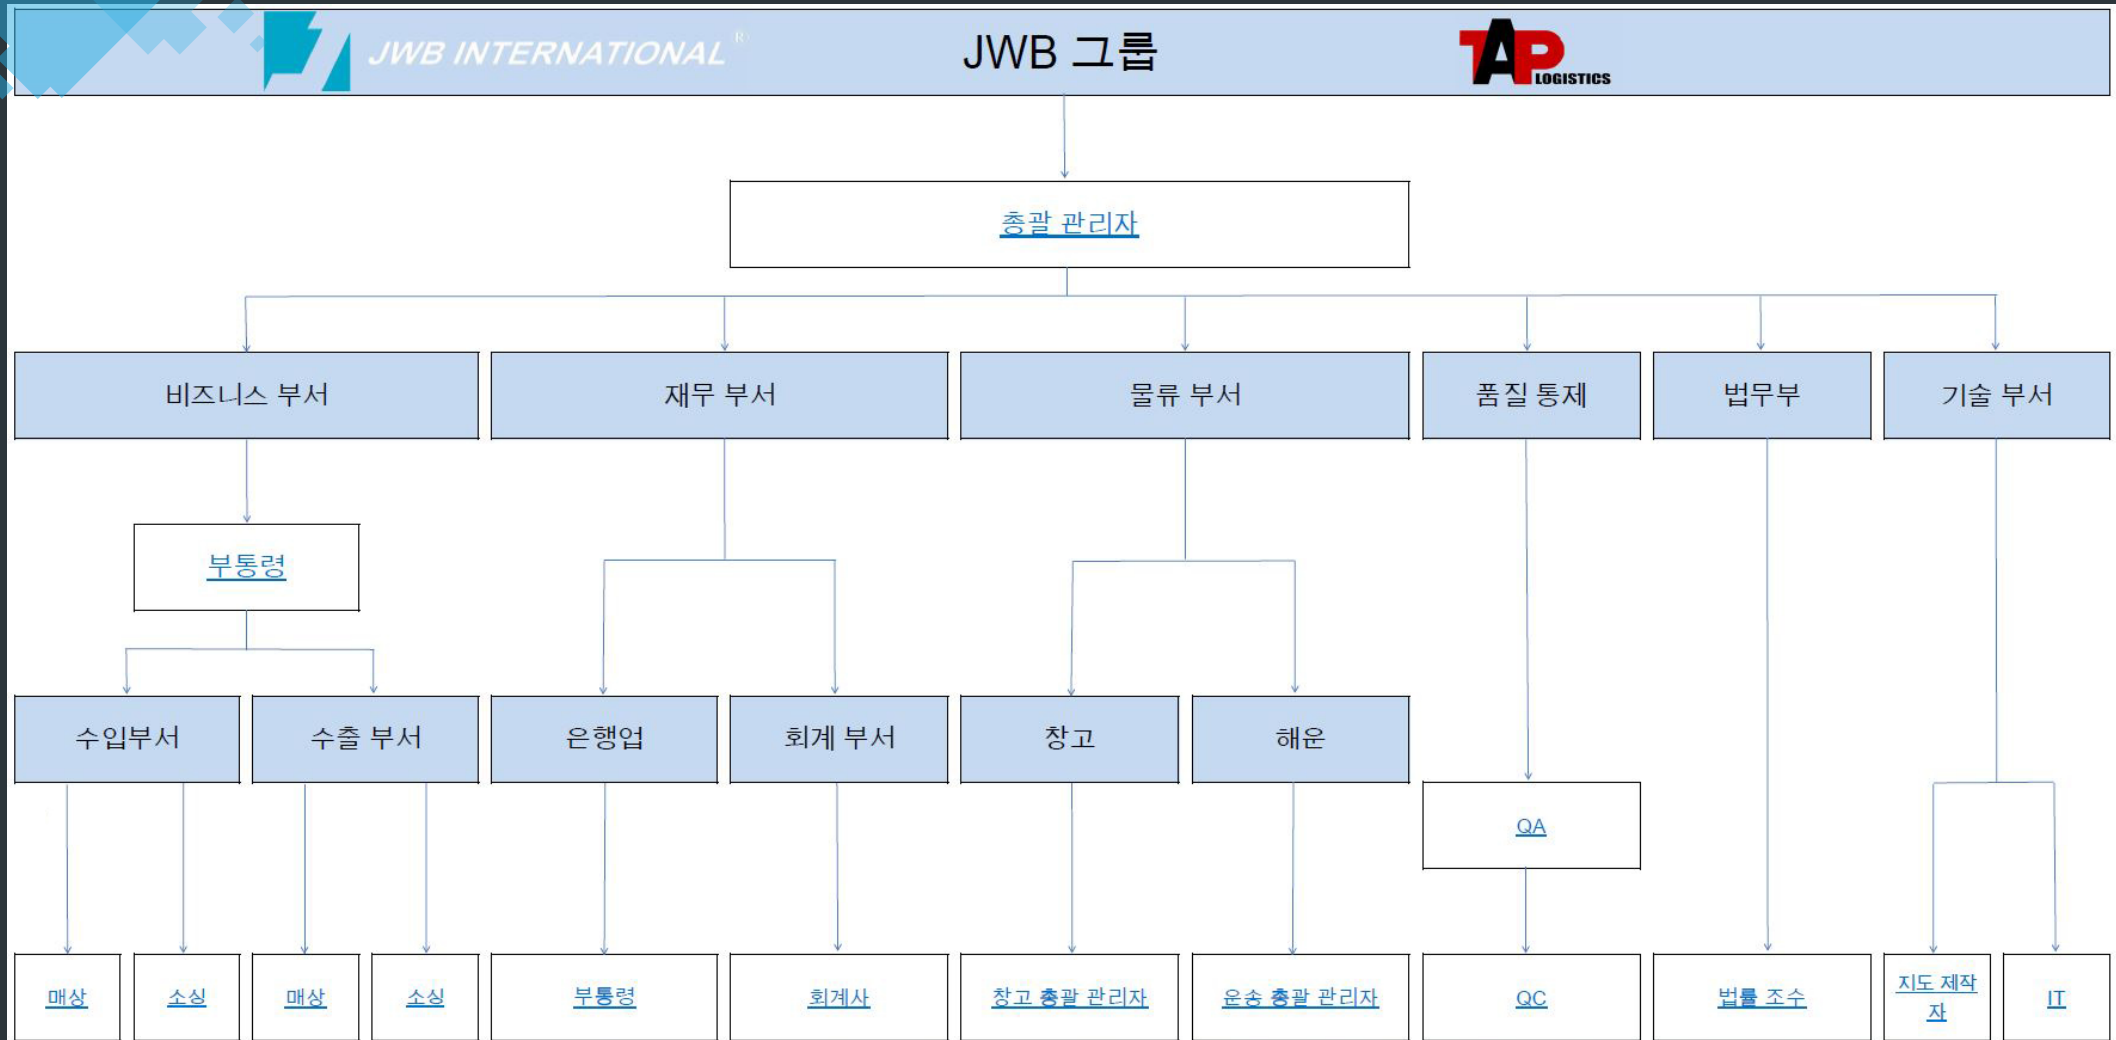 JWB INTERNATIONAL ®
JWB 그룹
TAP LOGISTICS
총괄 관리자
비즈니스 부서
재무 부서
물류 부서
품질 통제
법무부
기술 부서
부통령
수입부서
수출 부서
은행업
회계 부서
창고
해운
QA
매상
소싱
매상
소싱
부통령
회계사
창고 총괄 관리자
운송 총괄 관리자
QC
법률 조수
지도 제작
자
IT